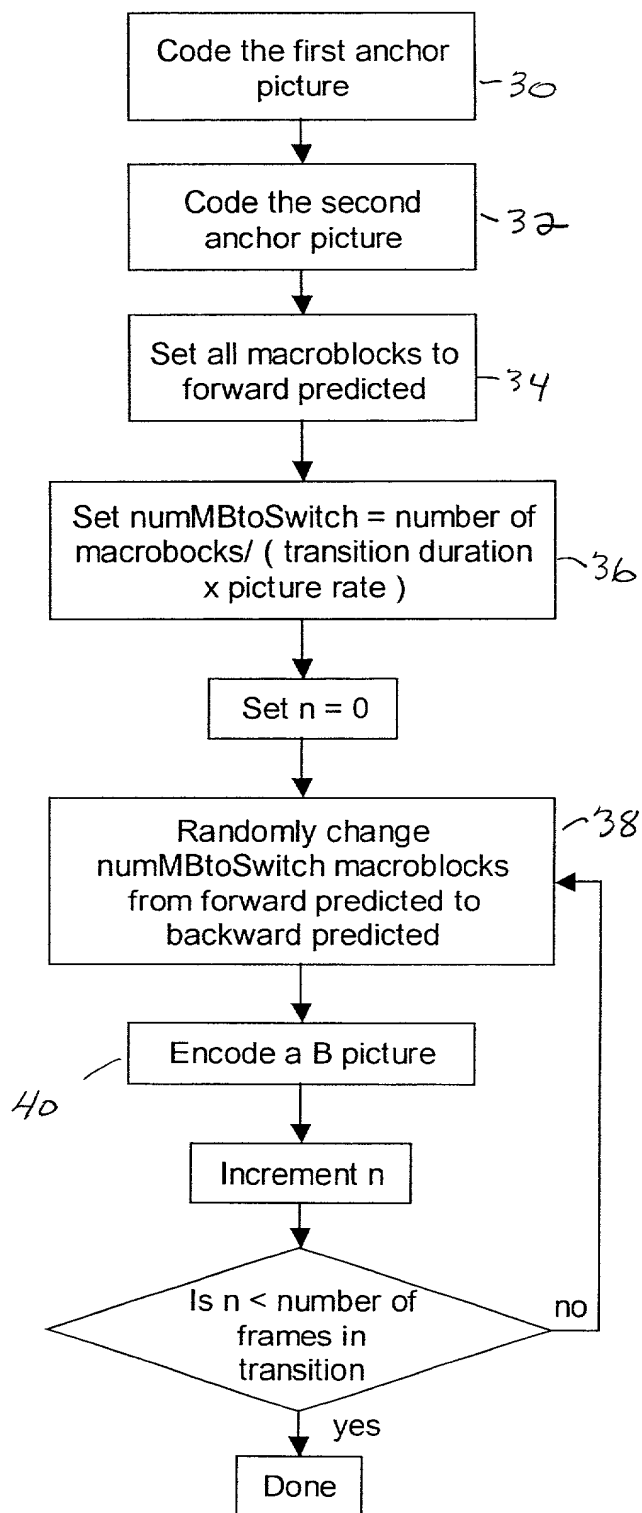 Code the first anchor
picture
30
Code the second
anchor picture
32
Set all macroblocks to
forward predicted
34
Set numMBtoSwitch = number of
macrobocks/ ( transition duration
x picture rate )
36
Set n = 0
Randomly change
numMBtoSwitch macroblocks
from forward predicted to
backward predicted
38
Encode a B picture
40
Increment n
Is n < number of
frames in
transition
no
yes
Done